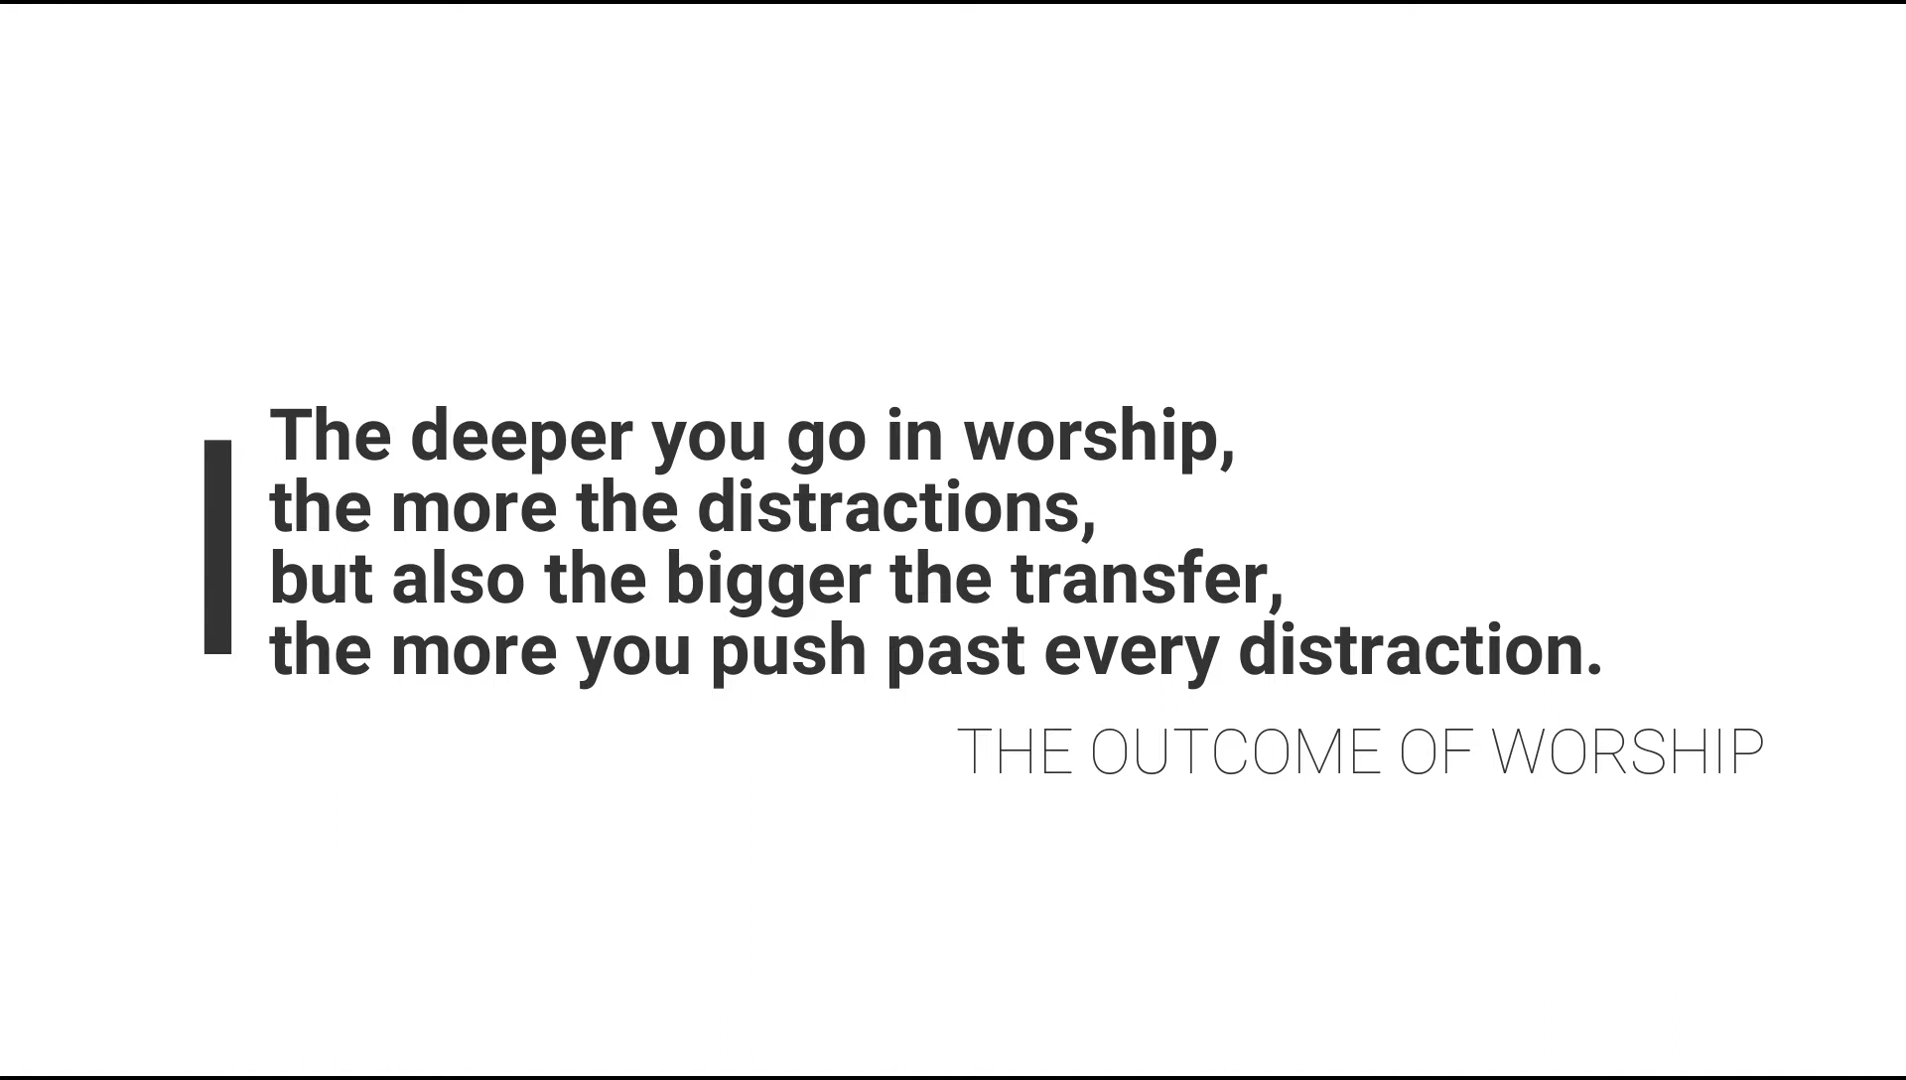 The deeper you go in worship,
the more the distractions,
but also the bigger the transfer,
the more you push past every distraction.
THE OUTCOME OF WORSHIP